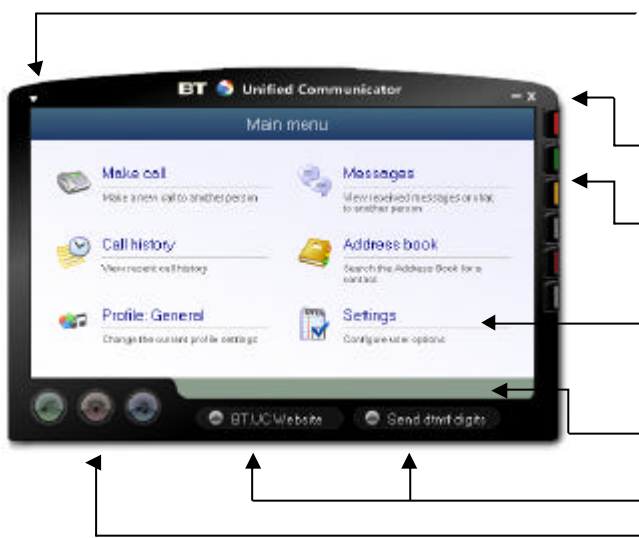 BT Unified Communicator
Main menu
Make call
Make a new call to another person
Messages
View received messages or chat
to another person
Call history
View recent call history
Address book
Search the Address Book for a
contact
Profile: General
Change the current profile settings
Settings
Configure user options
BT.UC Website
Send dtmf digits